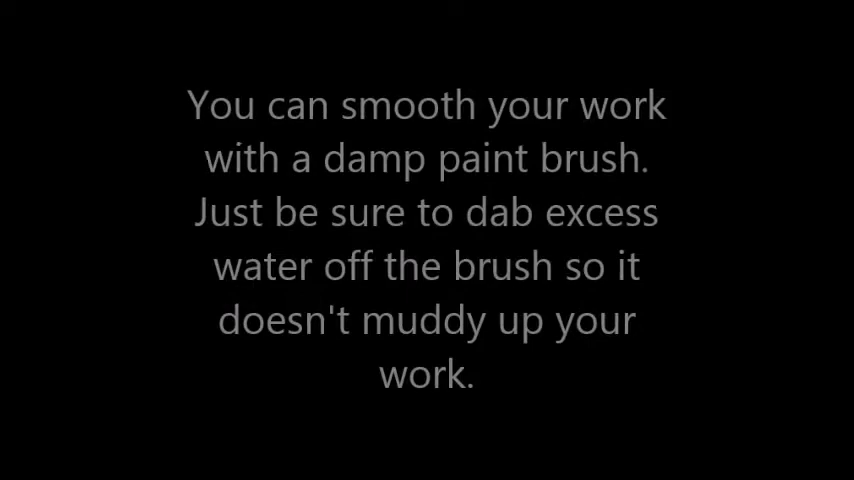 You can smooth your work
with a damp paint brush.
Just be sure to dab excess
water off the brush so it
doesn't muddy up your
work.